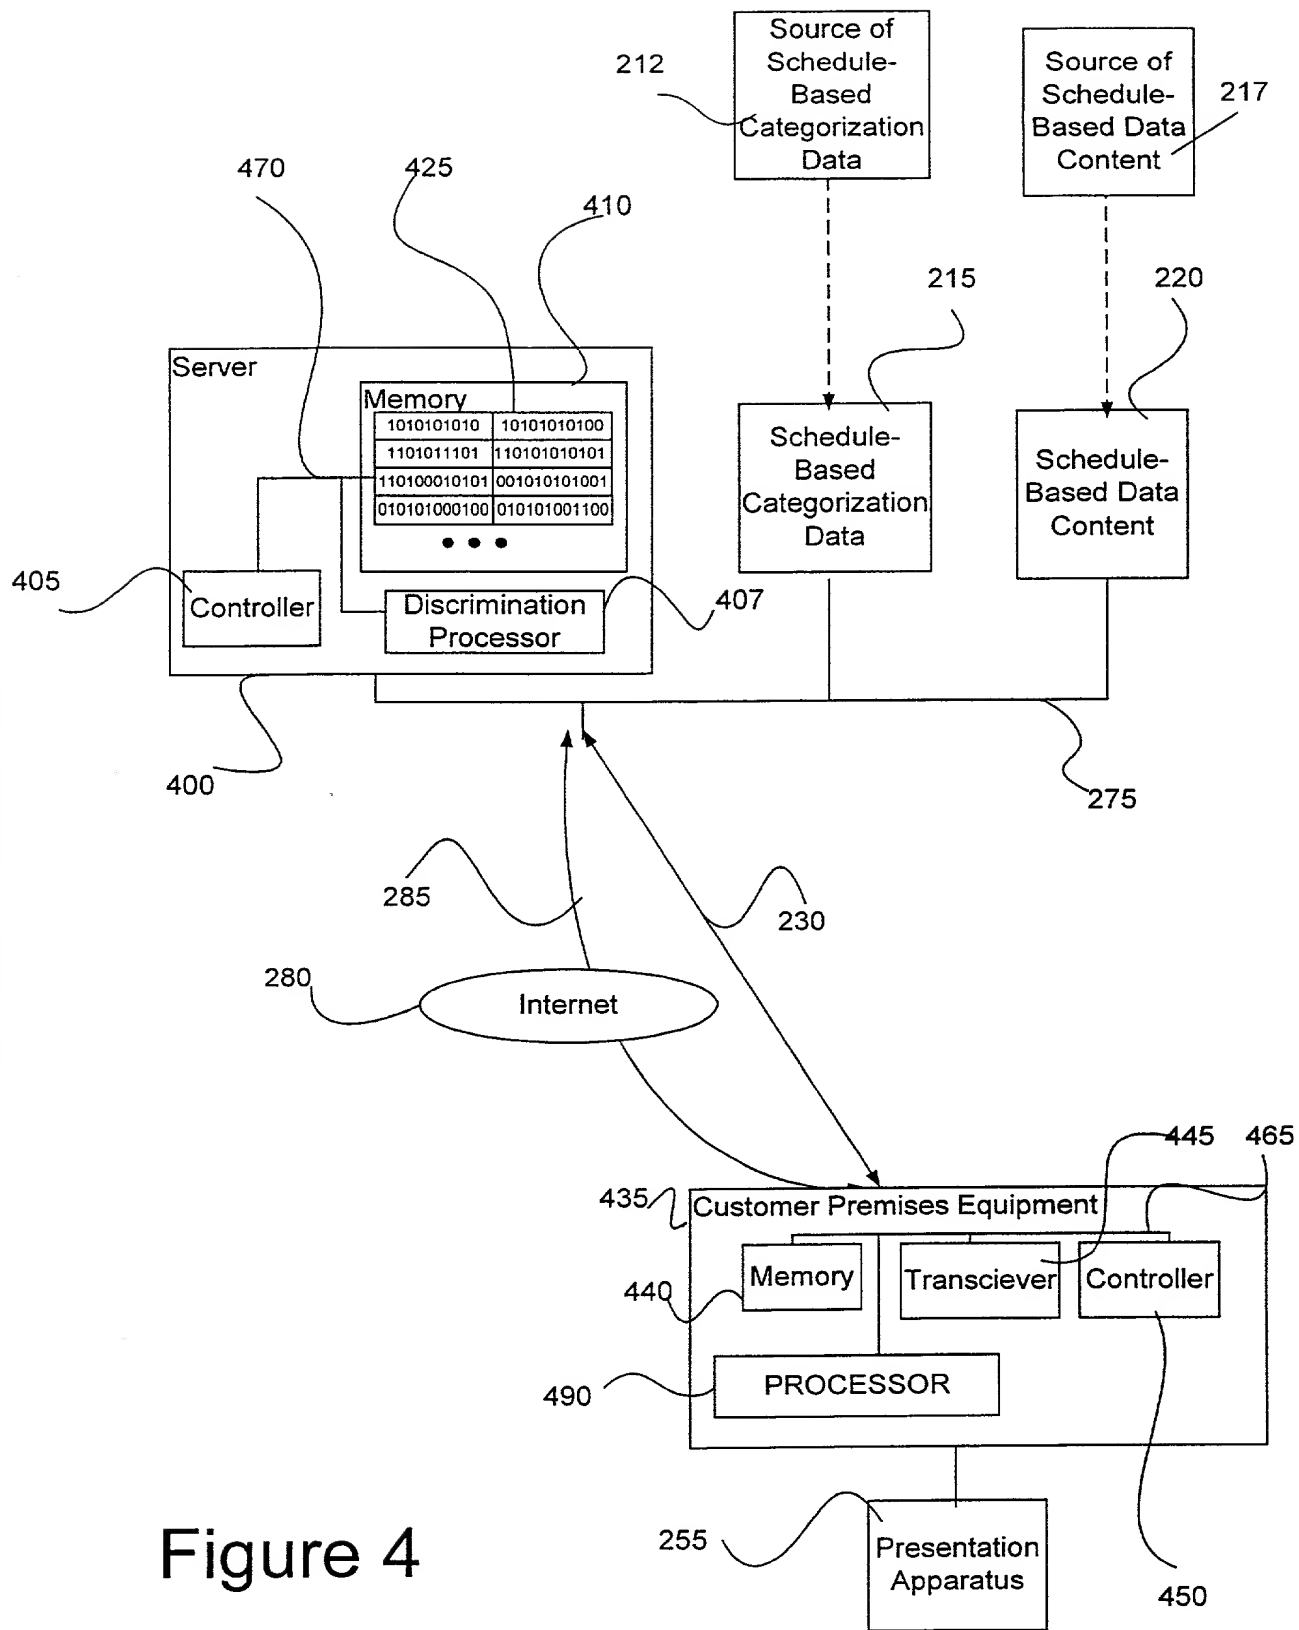 Source of
Schedule-
Based
Categorization
Data
212
Source of
Schedule-
Based Data
Content
217
470
425
410
215
220
Server
Memory
1010101010 10101010100
1101011101 110101010101
110100010101 001010101001
010101000100 010101001100
Schedule-
Based
Categorization
Data
Schedule-
Based Data
Content
405
Controller
Discrimination
Processor
407
400
275
285
230
280
Internet
445
465
435
Customer Premises Equipment
Memory
Transciever
Controller
440
490
PROCESSOR
255
Presentation
Apparatus
450
Figure 4